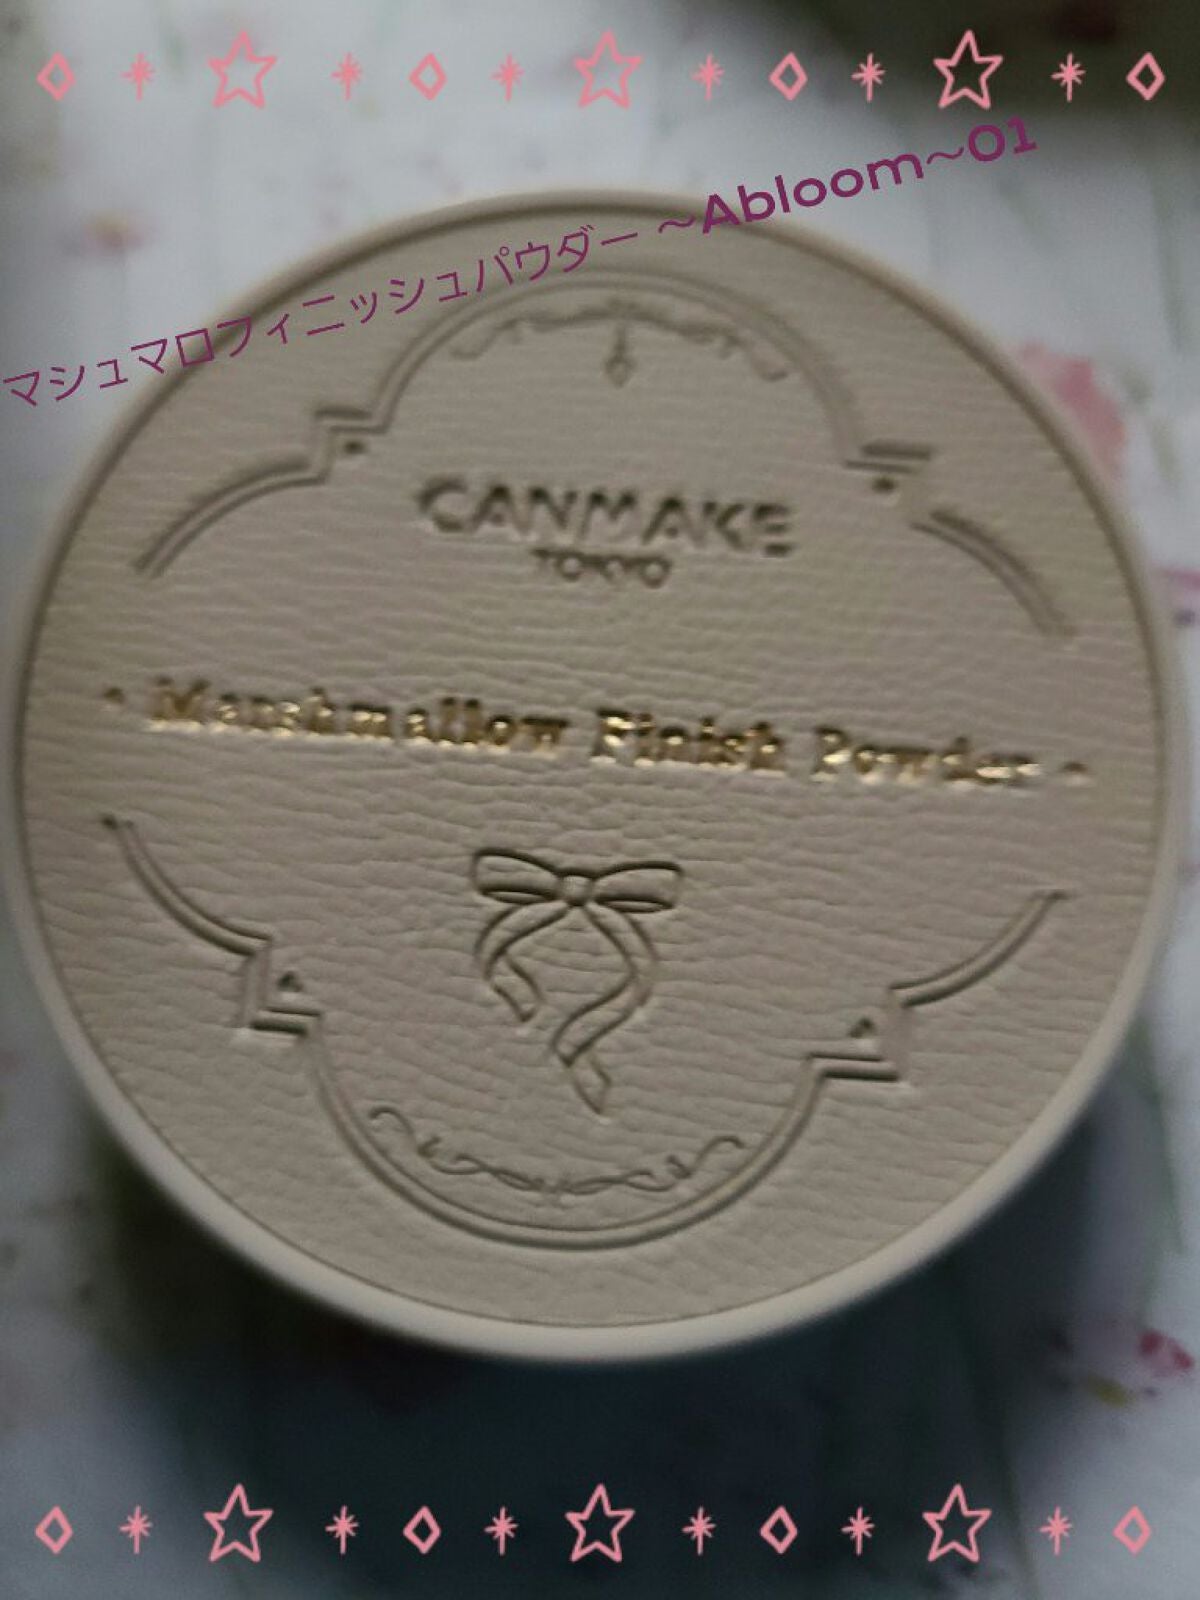 マシュマロフィニッシュパウダー ～Abloom～01
CANMAKE
TOKYO
・Marshmallow Finish Powder・